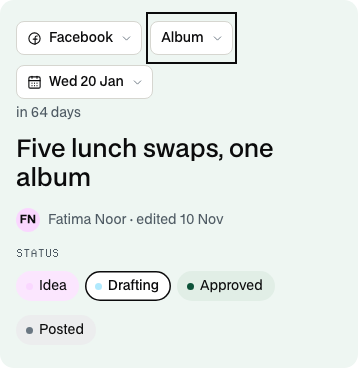 Facebook Album
Wed 20 Jan
in 64 days
Five lunch swaps, one
album
FN Fatima Noor · edited 10 Nov
STATUS
Idea Drafting Approved
Posted